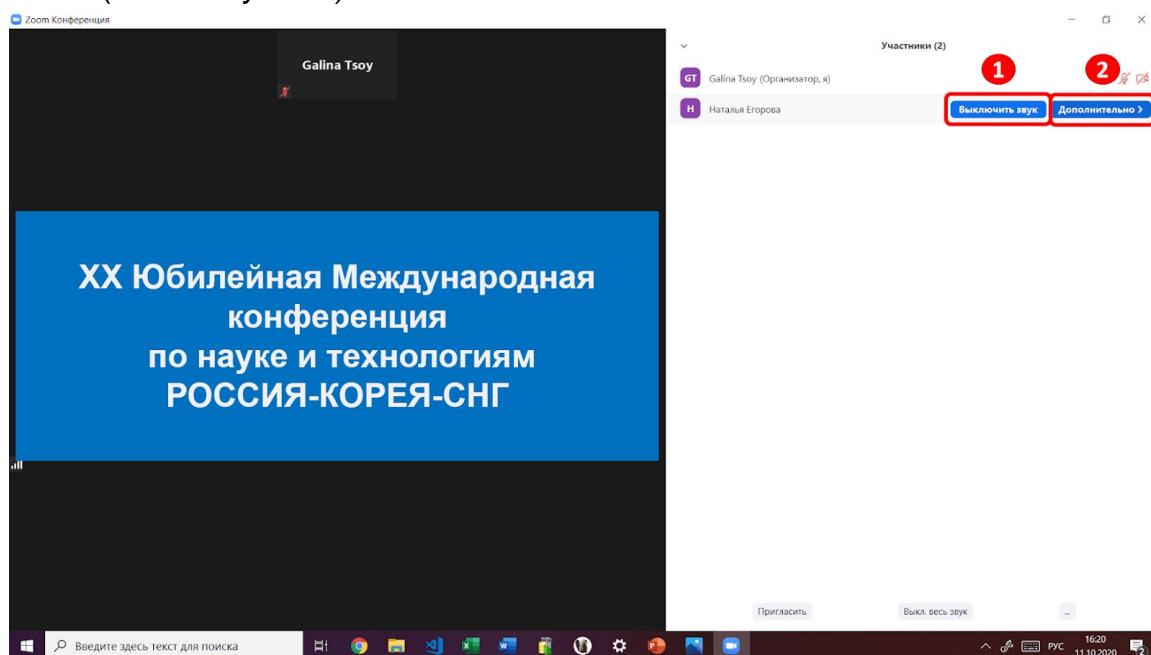 Zoom Конференция
Galina Tsoy
XX Юбилейная Международная
конференция
по науке и технологиям
РОССИЯ-КОРЕЯ-СНГ
Участники (2)
1
2
GT Galina Tsoy (Организатор, я)
Н Наталья Егорова
Выключить звук
Дополнительно >
Пригласить
Выкл. весь звук
...
Введите здесь текст для поиска
РУС
16:20
11.10.2020
2